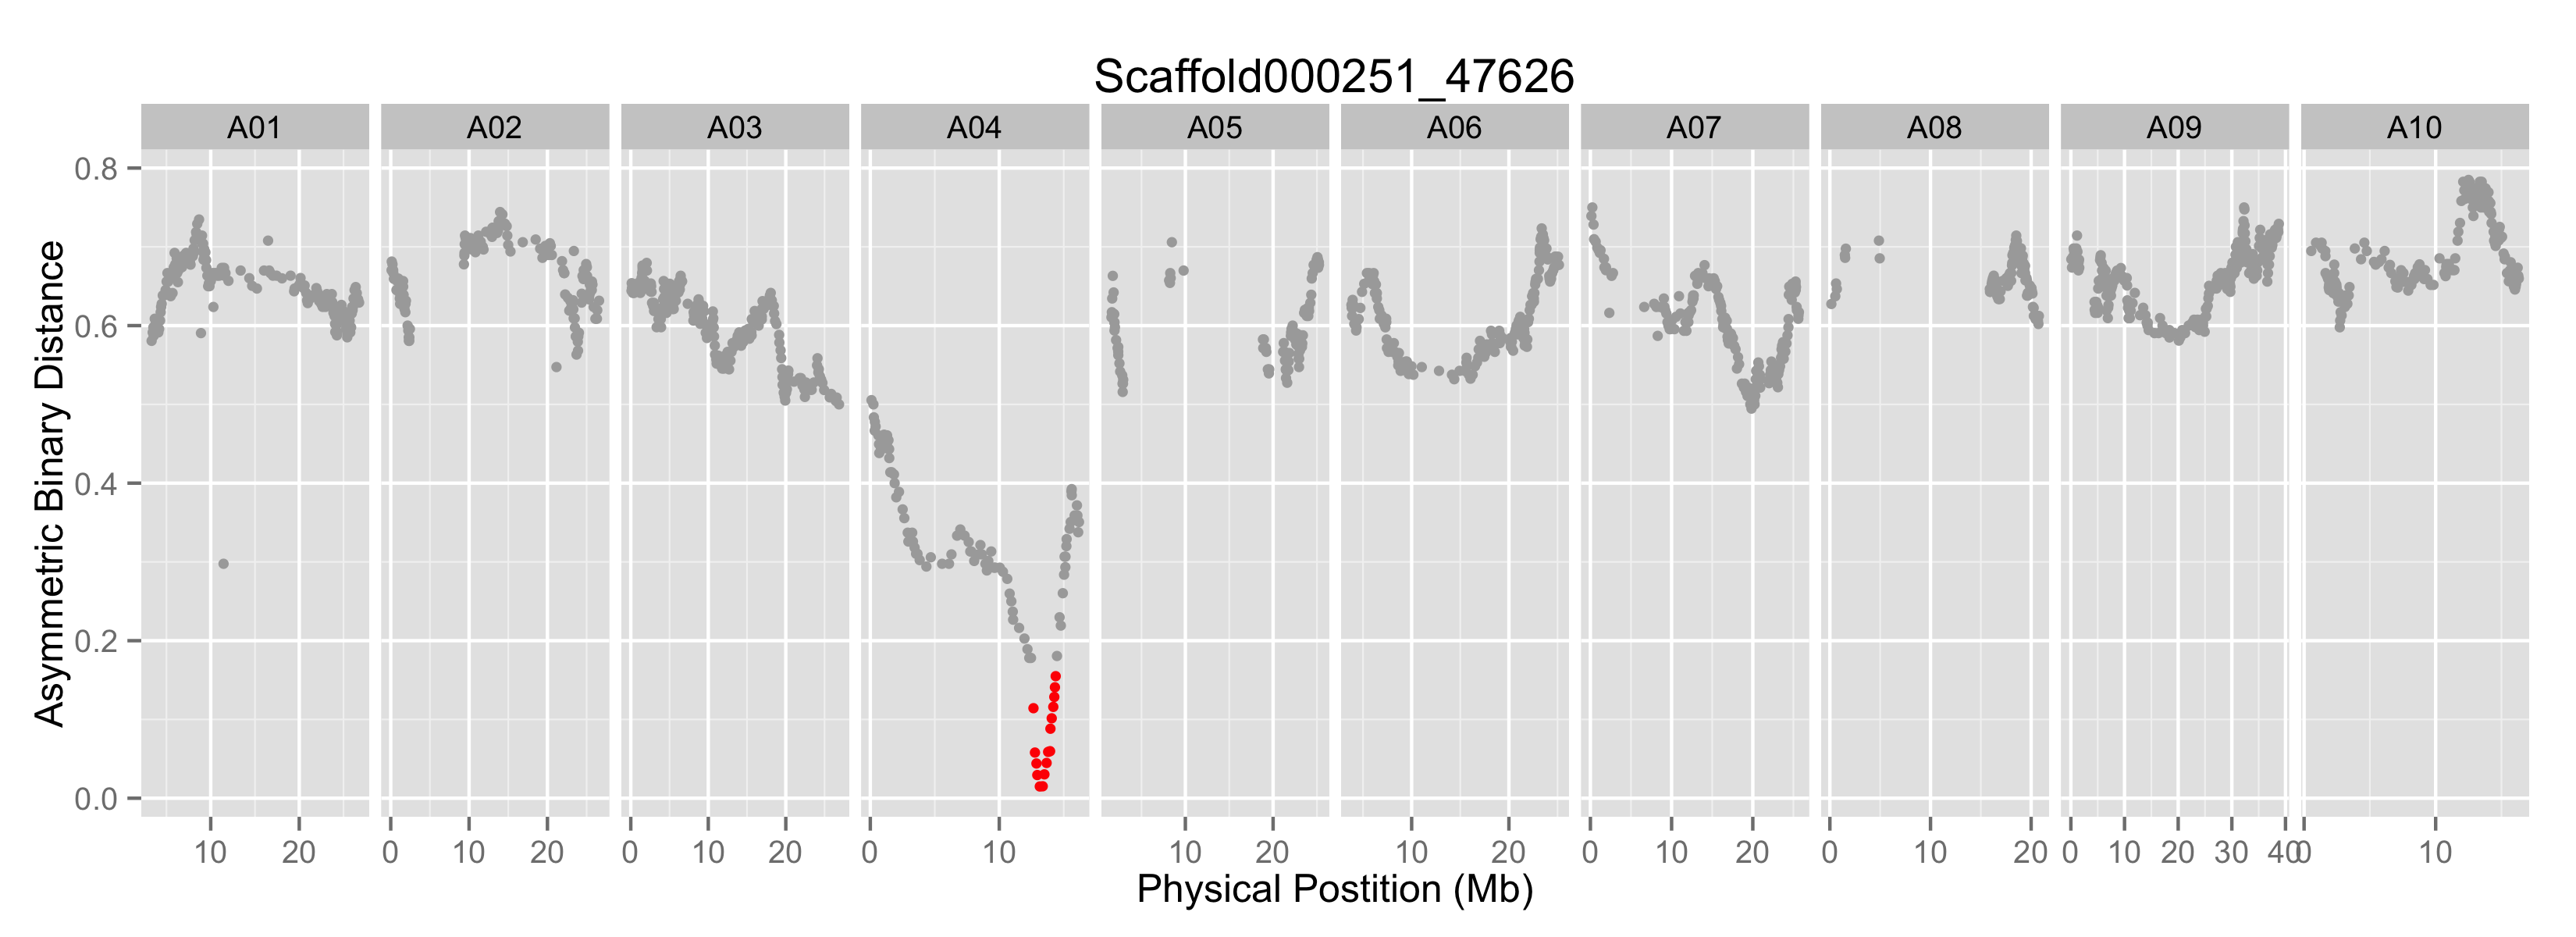 Scaffold000251_47626
A01 A02 A03 A04 A05 A06 A07 A08 A09 A10
0.8
0.6
0.4
0.2
0.0
Asymmetric Binary Distance
10 20 0 10 20 0 10 20 0 10 10 20 10 20 0 10 20 0 10 20 0 10 20 30 40 0 10
Physical Postition (Mb)